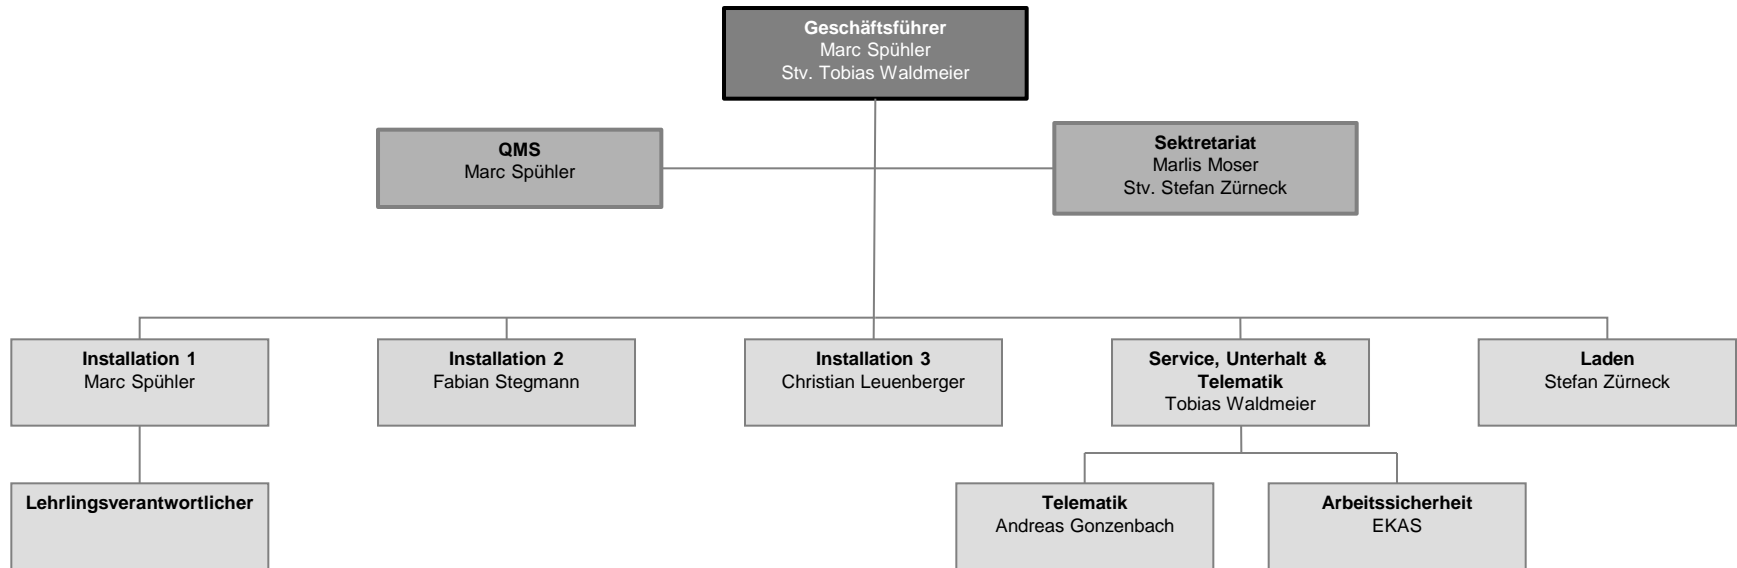 Geschäftsführer
Marc Spühler
Stv. Tobias Waldmeier
QMS
Marc Spühler
Sektretariat
Marlis Moser
Stv. Stefan Zürneck
Installation 1
Marc Spühler
Installation 2
Fabian Stegmann
Installation 3
Christian Leuenberger
Service, Unterhalt &
Telematik
Tobias Waldmeier
Laden
Stefan Zürneck
Lehrlingsverantwortlicher
Telematik
Andreas Gonzenbach
Arbeitssicherheit
EKAS